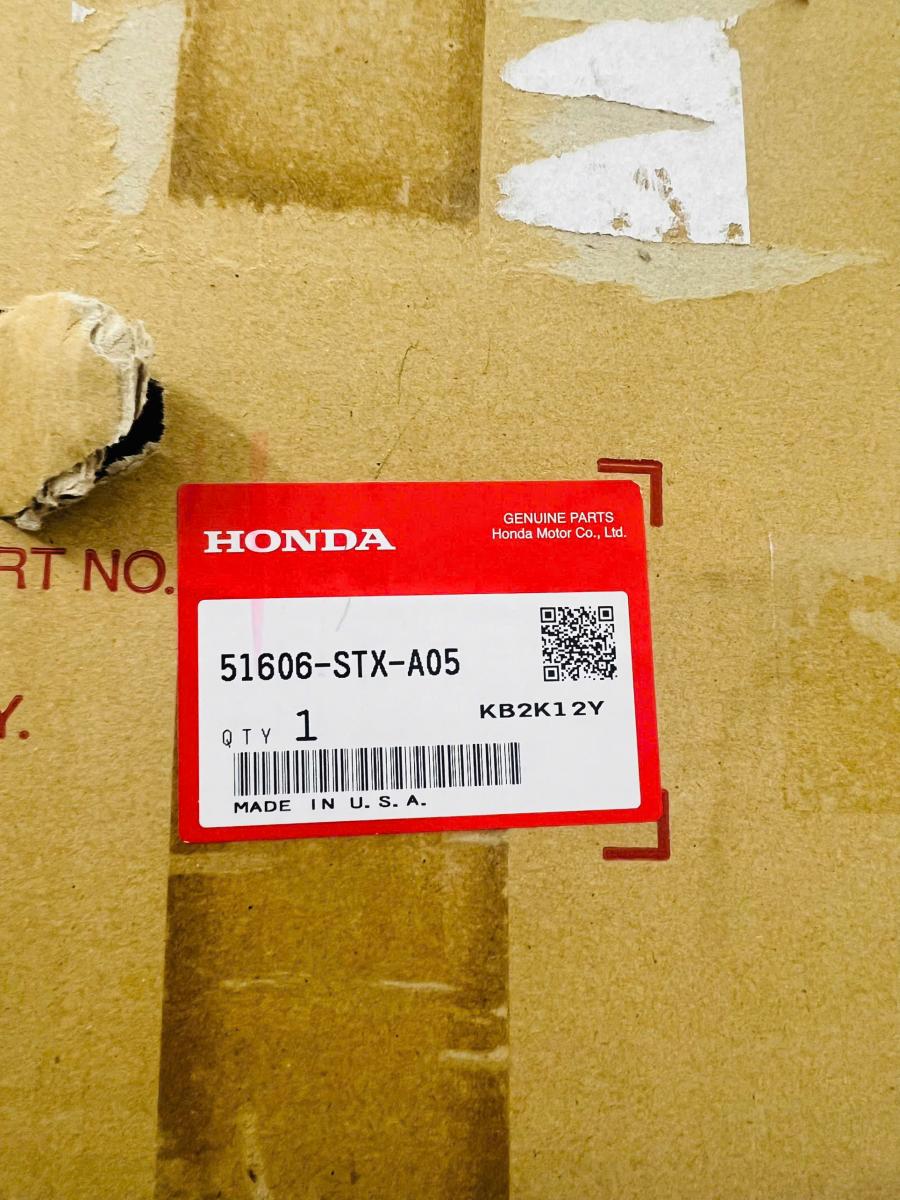 HONDA
GENUINE PARTS
Honda Motor Co., Ltd.
RT NO.
51606-STX-A05
KB2K12Y
Y.
QTY 1
MADE IN U.S.A.